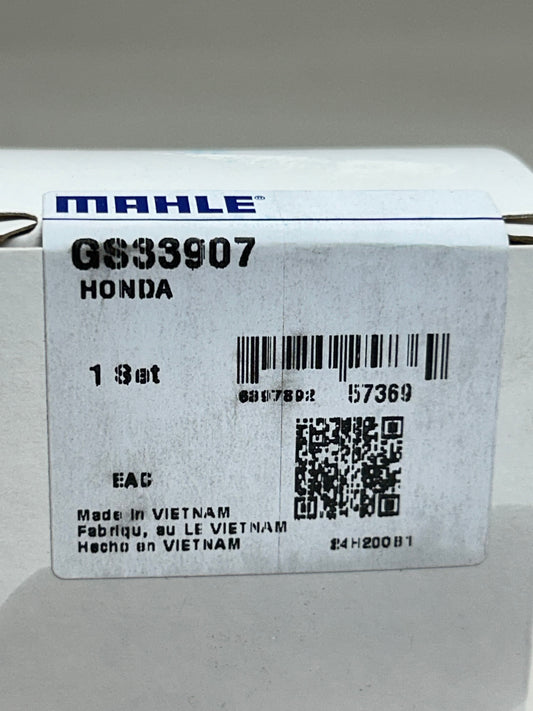 MAHLE®
GS33907
HONDA
1 Set
57369
EAC
Made in VIETNAM
Fabriqu, au LE VIETNAM
Hecho en VIETNAM